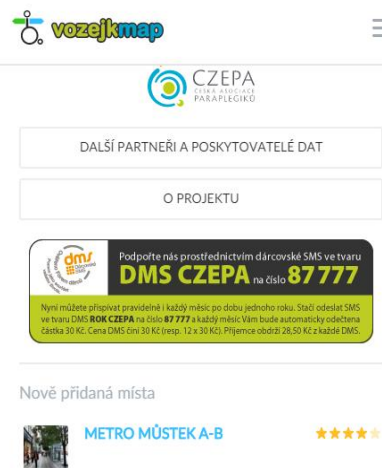 vozejkmap
CZEPA
ČESKÁ ASOCIACE
PARAPLEGIKŮ
DALŠÍ PARTNEŘI A POSKYTOVATELÉ DAT
O PROJEKTU
dms
Podpořte nás prostřednictvím dárcovské SMS ve tvaru
DMS CZEPA na číslo 87 777
Nyní můžete přispívat pravidelně i každý měsíc po dobu jednoho roku. Stačí odeslat SMS
ve tvaru DMS ROK CZEPA na číslo 87 777 a každý měsíc Vám bude automaticky odečtena
částka 30 Kč. Cena DMS činí 30 Kč (resp. 12 x 30 Kč). Příjemce obdrží 28,50 Kč z každé DMS.
Nově přidaná místa
METRO MŮSTEK A-B